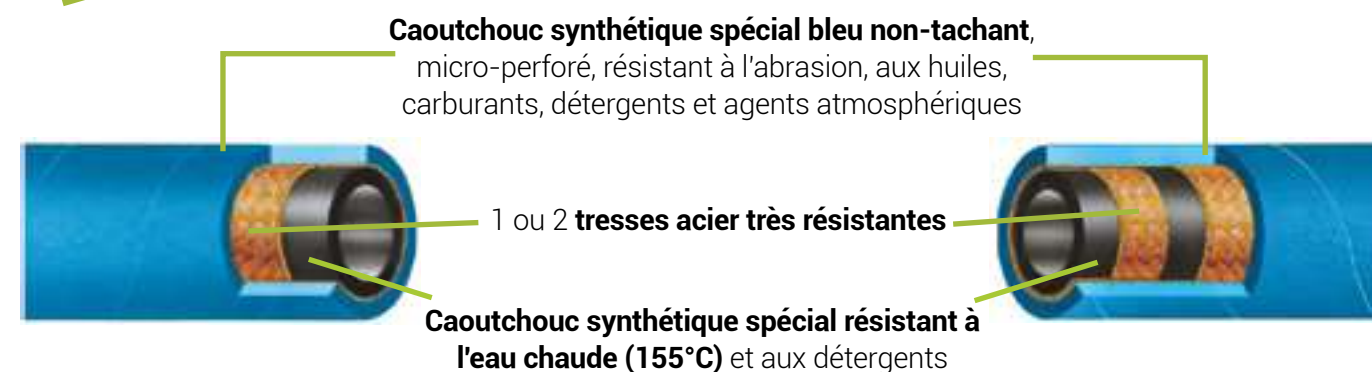 Caoutchouc synthétique spécial bleu non-tachant,
micro-perforé, résistant à l'abrasion, aux huiles,
carburants, détergents et agents atmosphériques
1 ou 2 tresses acier très résistantes
Caoutchouc synthétique spécial résistant à
l'eau chaude (155°C) et aux détergents